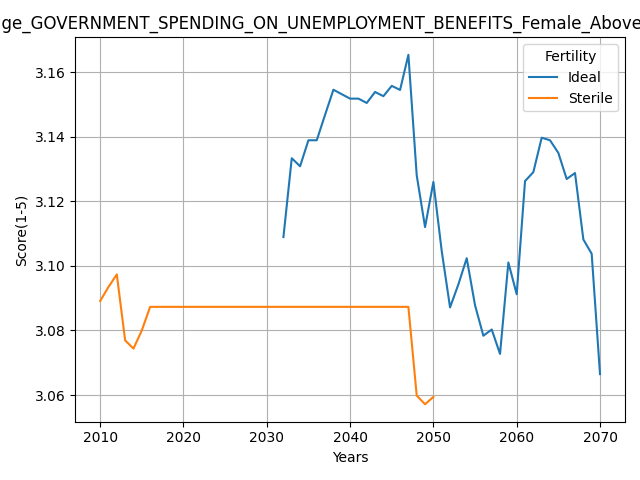 ge_GOVERNMENT_SPENDING_ON_UNEMPLOYMENT_BENEFITS_Female_Above
Fertility
Ideal
Sterile
Score(1-5)
3.16
3.14
3.12
3.10
3.08
3.06
2010 2020 2030 2040 2050 2060 2070
Years